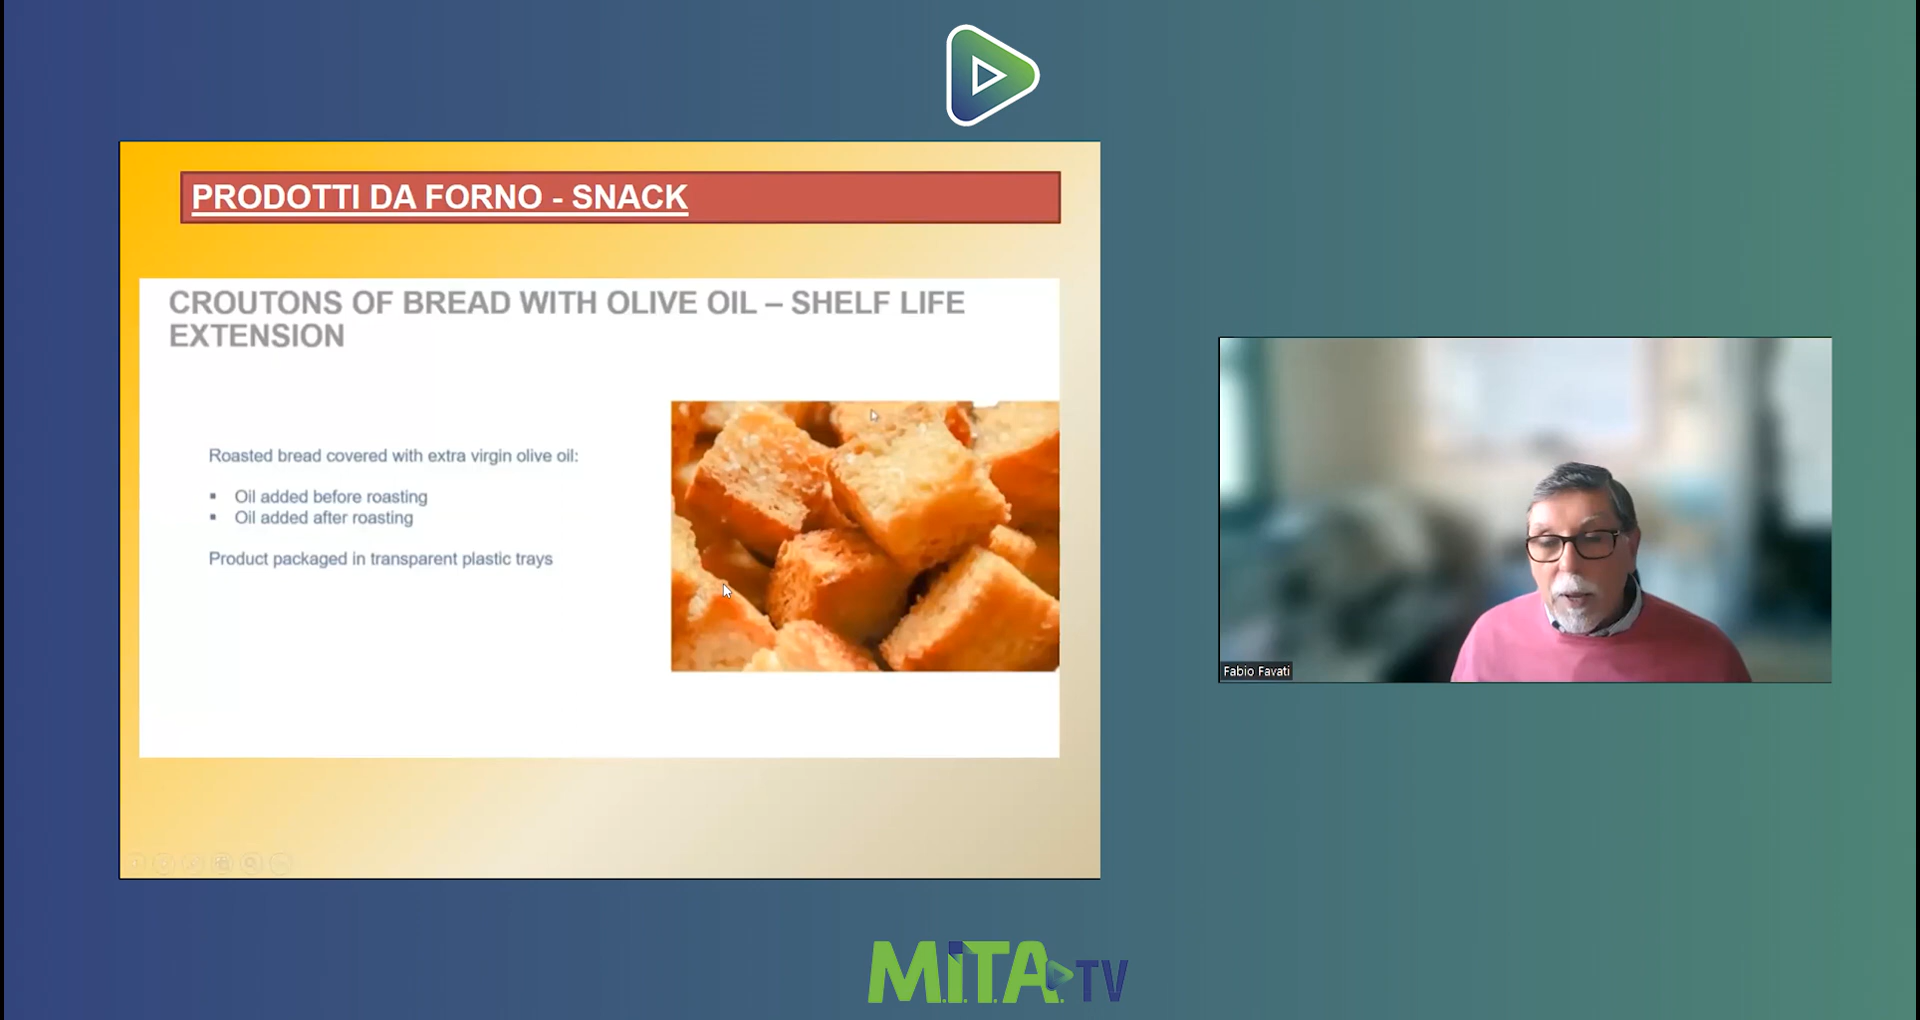 PRODOTTI DA FORNO - SNACK
CROUTONS OF BREAD WITH OLIVE OIL – SHELF LIFE
EXTENSION
Roasted bread covered with extra virgin olive oil:
▪ Oil added before roasting
▪ Oil added after roasting
Product packaged in transparent plastic trays
Fabio Favati
M.I.T.A. TV